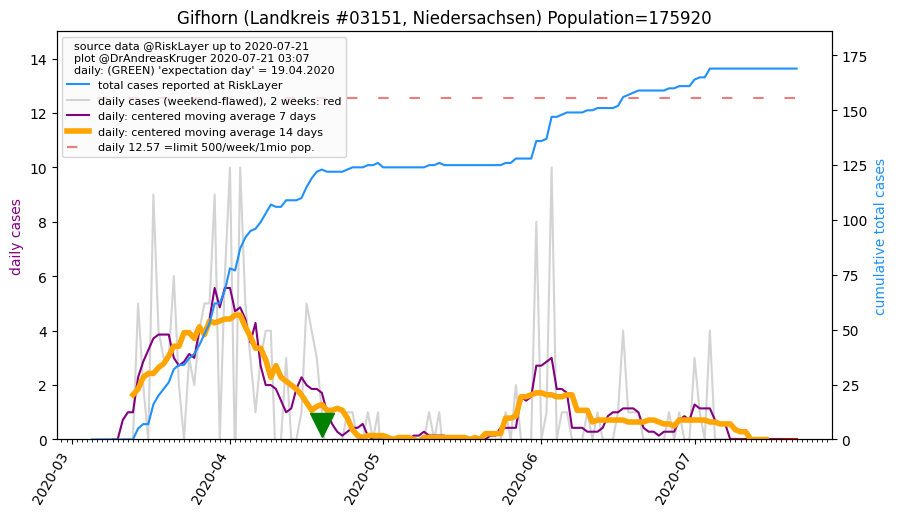 Gifhorn (Landkreis #03151, Niedersachsen) Population=175920
source data @RiskLayer up to 2020-07-21
plot @DrAndreasKruger 2020-07-21 03:07
daily: (GREEN) 'expectation day' = 19.04.2020
total cases reported at RiskLayer
daily cases (weekend-flawed), 2 weeks: red
daily: centered moving average 7 days
daily: centered moving average 14 days
daily 12.57 =limit 500/week/1mio pop.
daily cases
14
12
10
8
6
4
2
0
cumulative total cases
175
150
125
100
75
50
25
0
2020-03
2020-04
2020-05
2020-06
2020-07